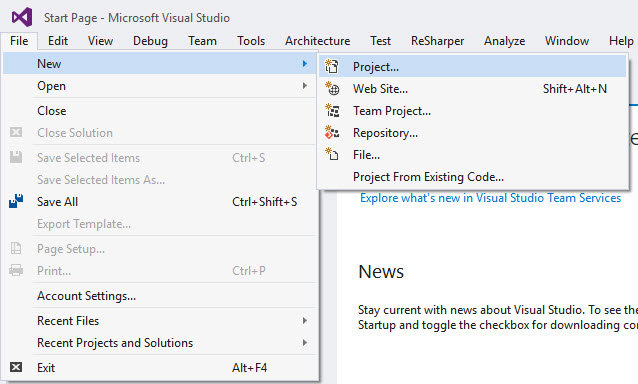 Start Page - Microsoft Visual Studio
File Edit View Debug Team Tools Architecture Test ReSharper Analyze Window Help
New
Open
Close
Close Solution
Save Selected Items Ctrl+S
Save Selected Items As...
Save All Ctrl+Shift+S
Export Template...
Page Setup...
Print... Ctrl+P
Account Settings...
Recent Files
Recent Projects and Solutions
Exit Alt+F4
Project...
Web Site... Shift+Alt+N
Team Project...
Repository...
File...
Project From Existing Code...
Explore what's new in Visual Studio Team Services
News
Stay current with news about Visual Studio. To see the
Startup and toggle the checkbox for downloading